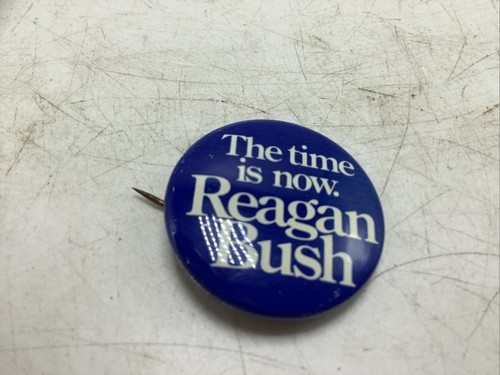 The time
is now.
Reagan
Bush